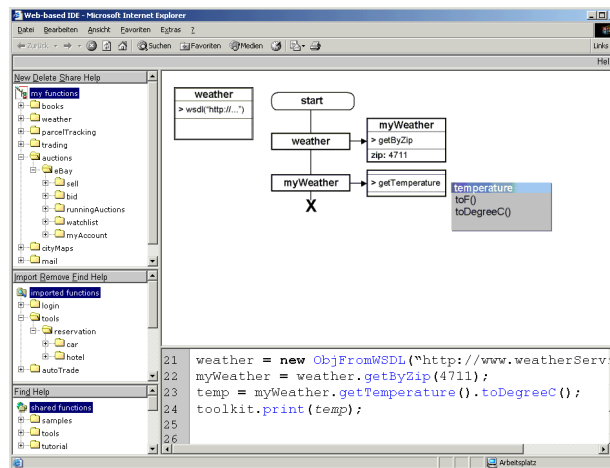 Web-based IDE - Microsoft Internet Explorer
Datei Bearbeiten Ansicht Favoriten Extras ?
Zurück Suchen Favoriten Medien Links
Hel
New Delete Share Help
my functions
books
weather
parcelTracking
trading
auctions
eBay
sell
bid
runningAuctions
watchlist
myAccount
cityMaps
mail
Import Remove Find Help
imported functions
login
tools
reservation
car
hotel
autoTrade
Find Help
shared functions
samples
tools
tutorial
weather
> wsdl("http://...")
start
weather
myWeather
> getByZip
zip: 4711
myWeather
> getTemperature
X
temperature
toF()
toDegreeC()
21 weather = new ObjFromWSDL("http://www.weatherServi
22 myWeather = weather.getByZip(4711);
23 temp = myWeather.getTemperature().toDegreeC();
24 toolkit.print(temp);
25
26
Arbeitsplatz